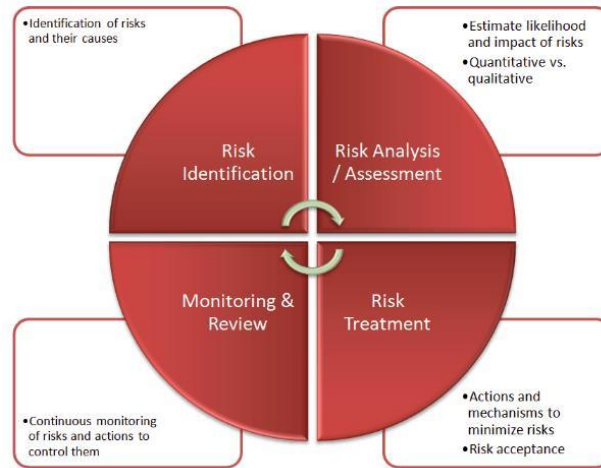 •Identification of risks
and their causes
•Estimate likelihood
and impact of risks
•Quantitative vs.
qualitative
Risk
Identification
Risk Analysis
/ Assessment
Monitoring &
Review
Risk
Treatment
•Continuous monitoring
of risks and actions to
control them
•Actions and
mechanisms to
minimize risks
•Risk acceptance